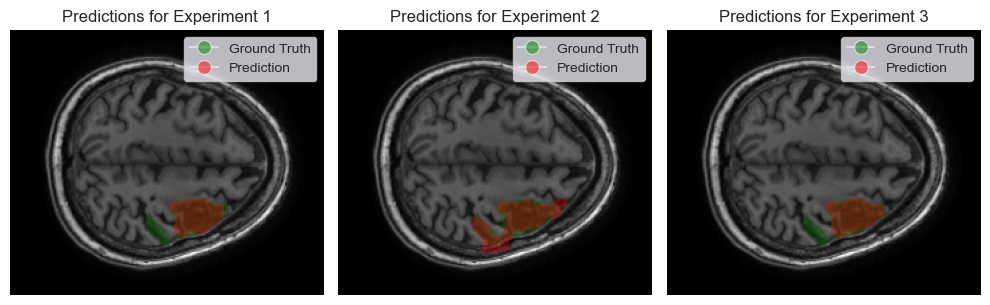 Predictions for Experiment 1
Ground Truth
Prediction
Predictions for Experiment 2
Ground Truth
Prediction
Predictions for Experiment 3
Ground Truth
Prediction